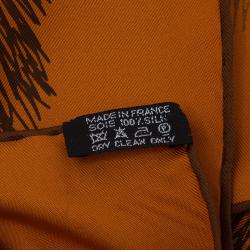 MADE IN FRANCE
SOIE 100% SILK
DRY CLEAN ONLY